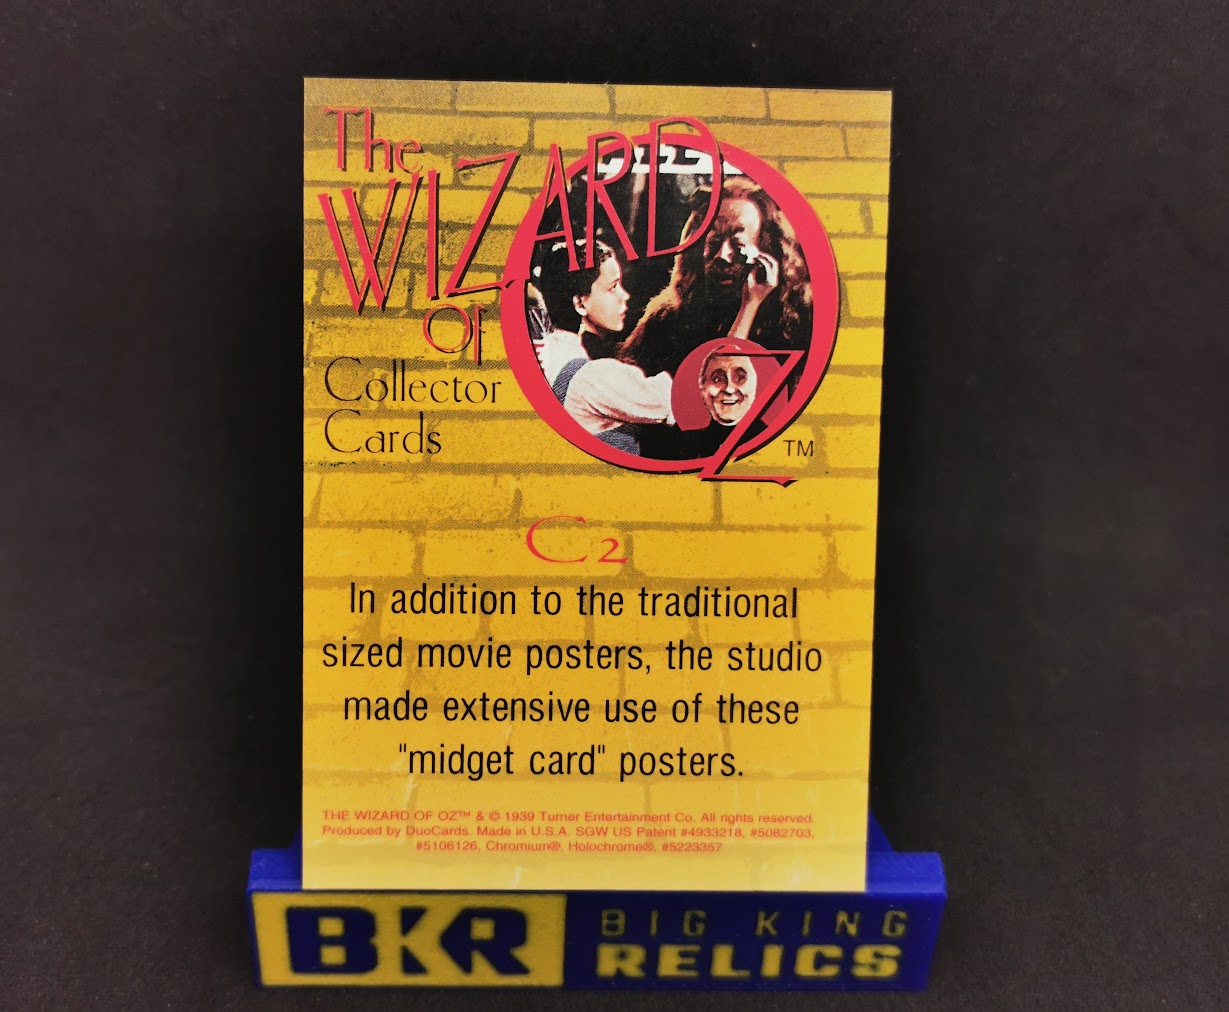 The
WIZARD
OF
OZ™
Collector
Cards
C2
In addition to the traditional
sized movie posters, the studio
made extensive use of these
"midget card" posters.
THE WIZARD OF OZ™ & © 1939 Turner Entertainment Co. All rights reserved.
Produced by DuoCards. Made in U.S.A. SGW US Patent #4933218, #5082703,
#5106126, Chromium®, Holochrome®, #5223357
BKR
BIG KING
RELICS